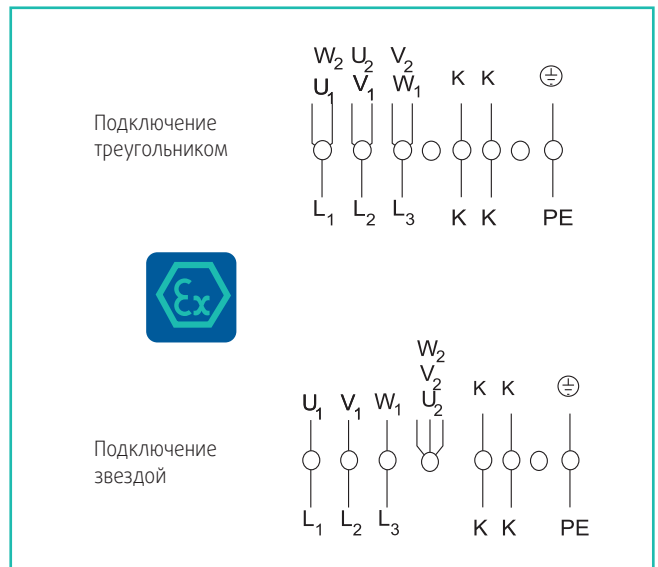 W₂ U₂ V₂
U₁ V₁ W₁ K K
Подключение
треугольником
L₁ L₂ L₃ K K PE
Ex
W₂
V₂
U₁ V₁ W₁ U₂ K K
Подключение
звездой
L₁ L₂ L₃ K K PE